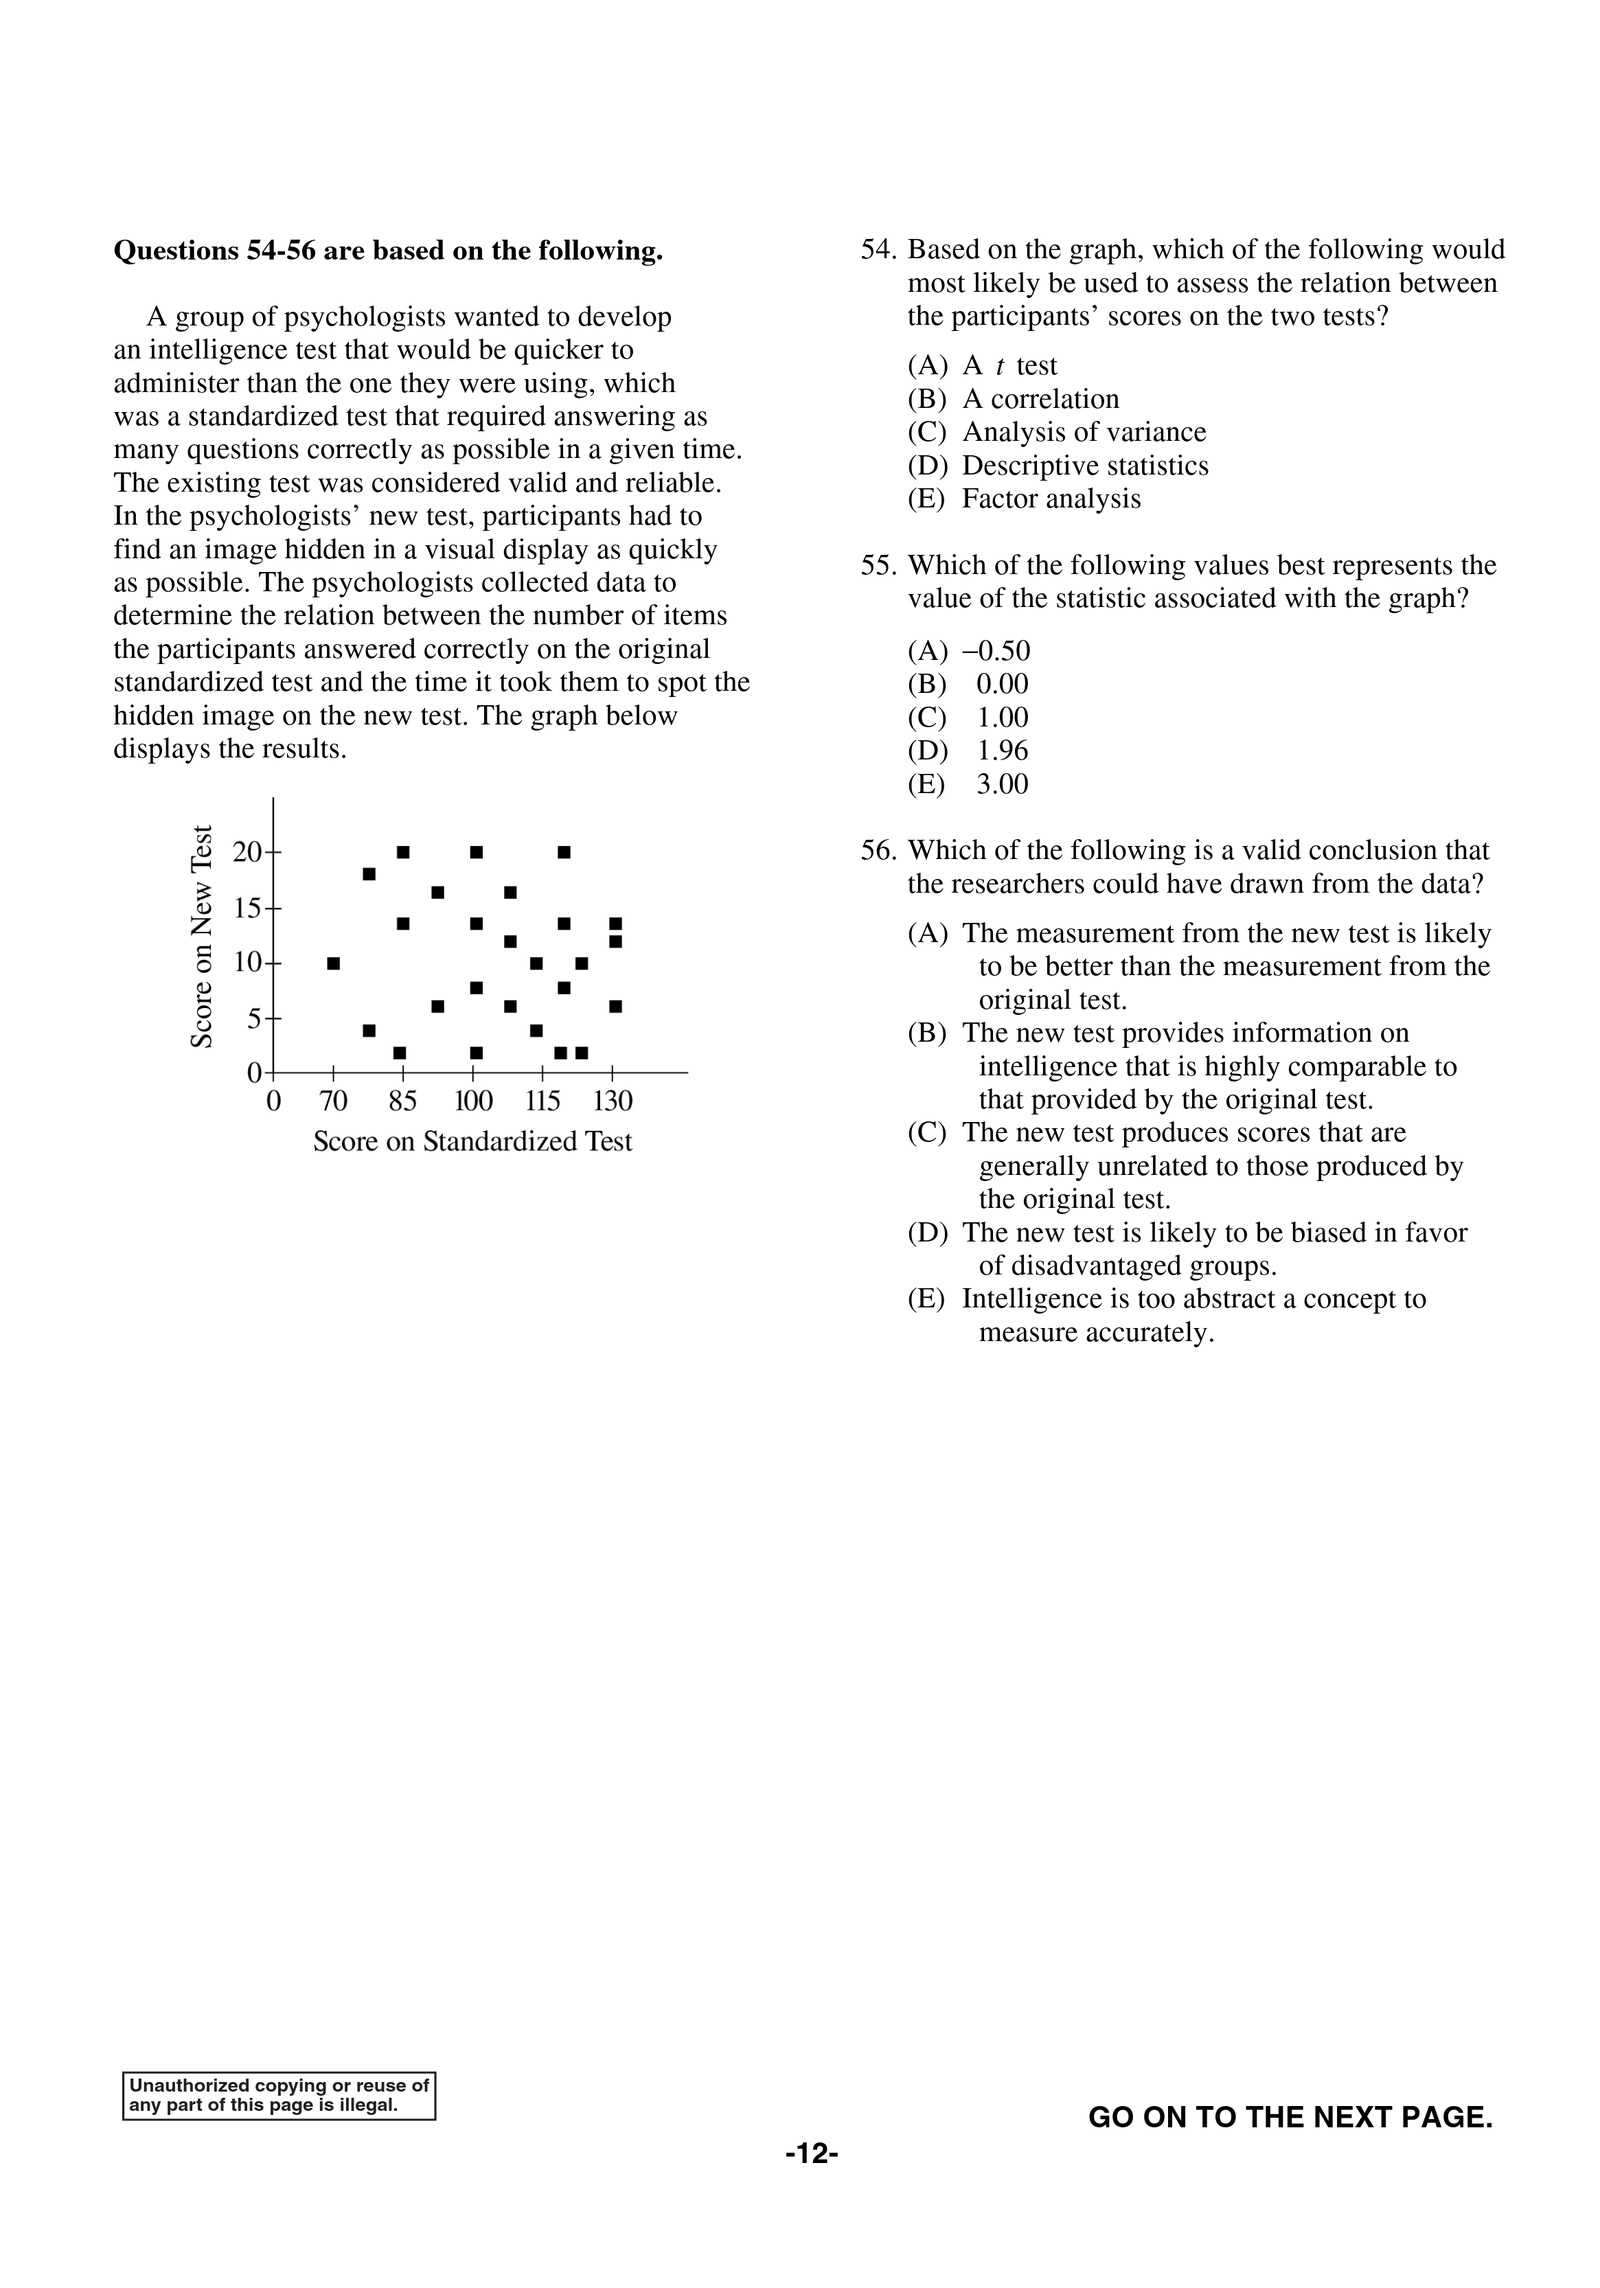 Questions 54-56 are based on the following.
A group of psychologists wanted to develop
an intelligence test that would be quicker to
administer than the one they were using, which
was a standardized test that required answering as
many questions correctly as possible in a given time.
The existing test was considered valid and reliable.
In the psychologists’ new test, participants had to
find an image hidden in a visual display as quickly
as possible. The psychologists collected data to
determine the relation between the number of items
the participants answered correctly on the original
standardized test and the time it took them to spot the
hidden image on the new test. The graph below
displays the results.
Score on New Test
20
15
10
5
0
0 70 85 100 115 130
Score on Standardized Test
54. Based on the graph, which of the following would
most likely be used to assess the relation between
the participants’ scores on the two tests?
(A) A t test
(B) A correlation
(C) Analysis of variance
(D) Descriptive statistics
(E) Factor analysis
55. Which of the following values best represents the
value of the statistic associated with the graph?
(A) –0.50
(B) 0.00
(C) 1.00
(D) 1.96
(E) 3.00
56. Which of the following is a valid conclusion that
the researchers could have drawn from the data?
(A) The measurement from the new test is likely
to be better than the measurement from the
original test.
(B) The new test provides information on
intelligence that is highly comparable to
that provided by the original test.
(C) The new test produces scores that are
generally unrelated to those produced by
the original test.
(D) The new test is likely to be biased in favor
of disadvantaged groups.
(E) Intelligence is too abstract a concept to
measure accurately.
Unauthorized copying or reuse of
any part of this page is illegal.
GO ON TO THE NEXT PAGE.
-12-